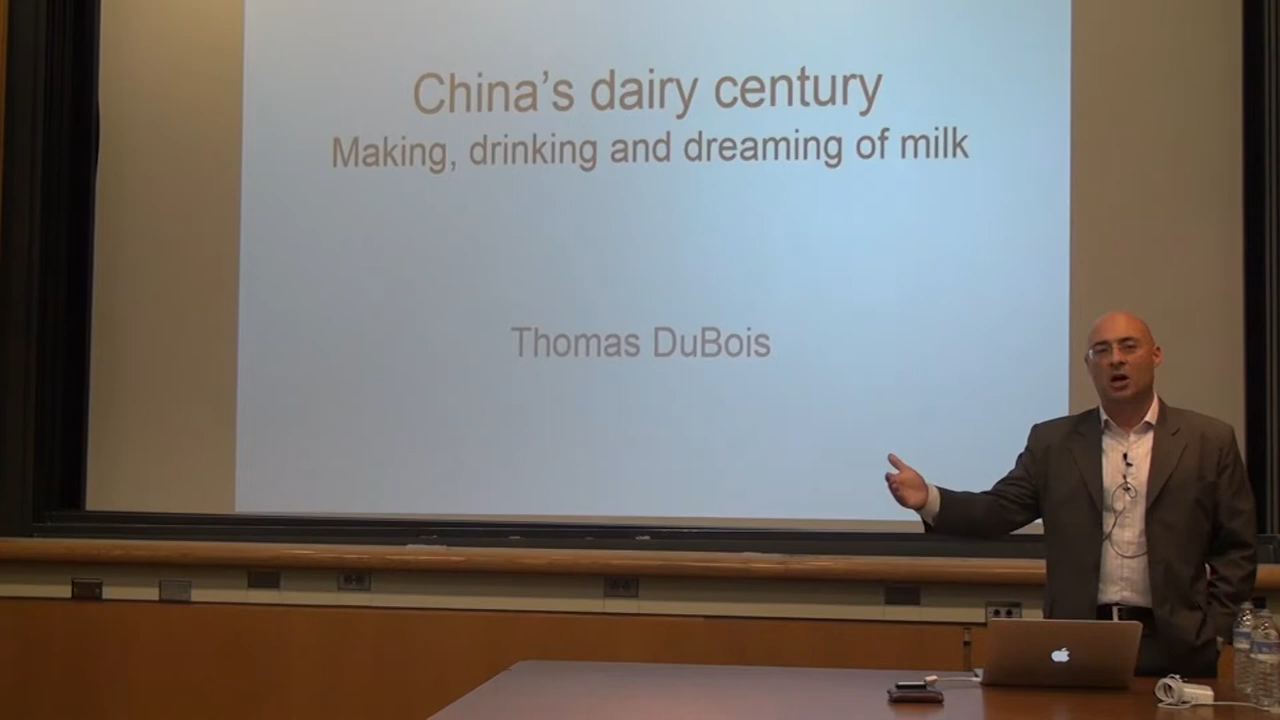 China's dairy century
Making, drinking and dreaming of milk
Thomas DuBois